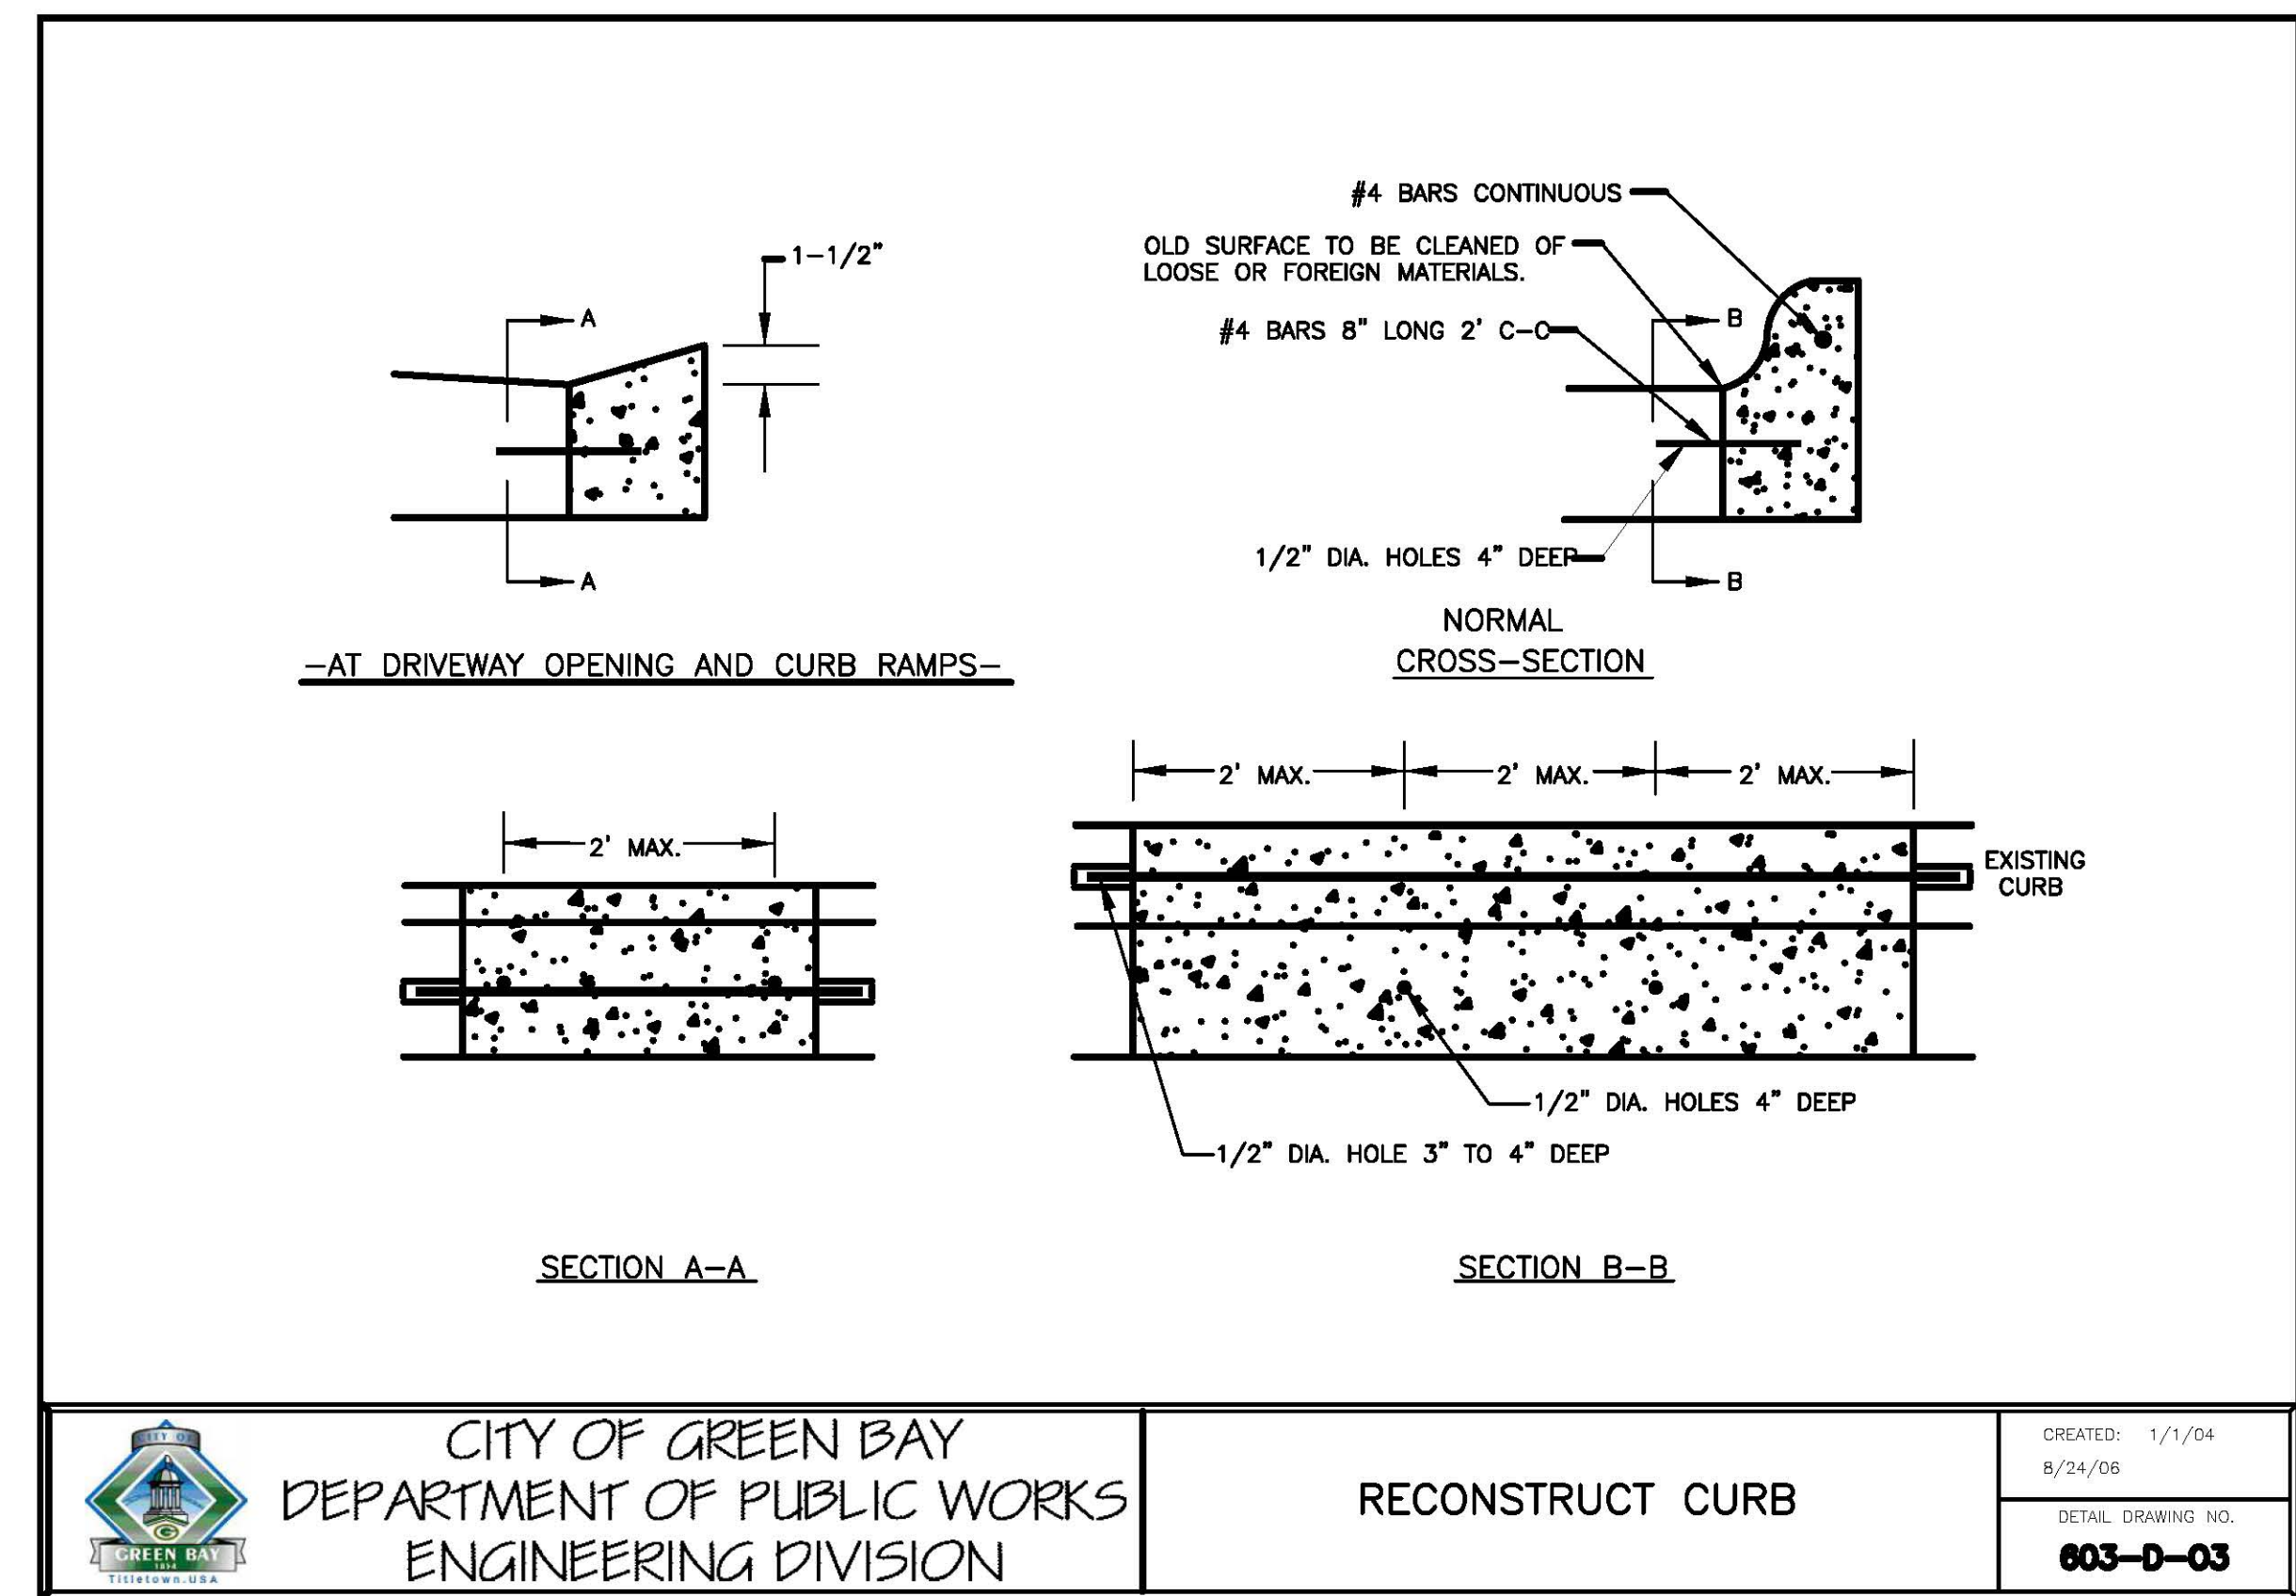 1-1/2"
A
A
-AT DRIVEWAY OPENING AND CURB RAMPS-
#4 BARS CONTINUOUS
OLD SURFACE TO BE CLEANED OF
LOOSE OR FOREIGN MATERIALS.
#4 BARS 8" LONG 2' C-C
B
1/2" DIA. HOLES 4" DEEP
B
NORMAL
CROSS-SECTION
2' MAX.
SECTION A-A
2' MAX. 2' MAX. 2' MAX.
EXISTING
CURB
1/2" DIA. HOLES 4" DEEP
1/2" DIA. HOLE 3" TO 4" DEEP
SECTION B-B
CITY OF
GREEN BAY
1854
Titletown.USA
CITY OF GREEN BAY
DEPARTMENT OF PUBLIC WORKS
ENGINEERING DIVISION
RECONSTRUCT CURB
CREATED: 1/1/04
8/24/06
DETAIL DRAWING NO.
603-D-03